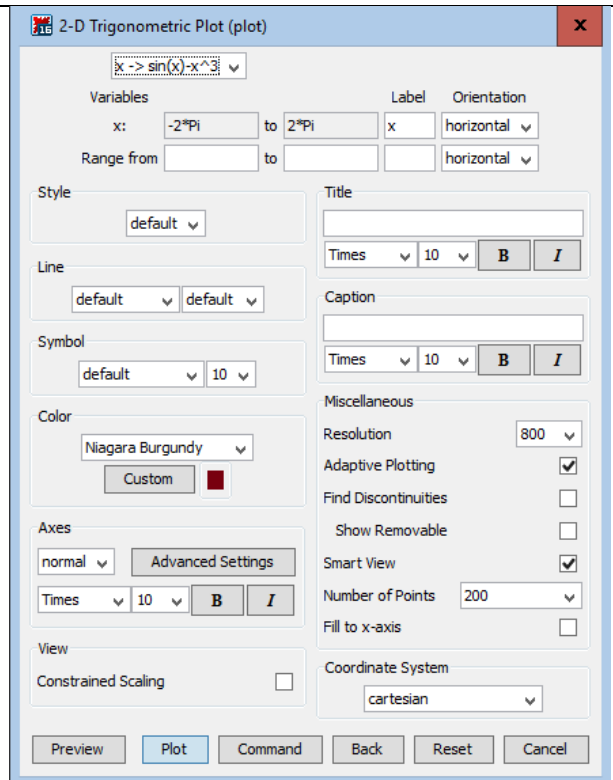 16
2-D Trigonometric Plot (plot)
x
x -> sin(x)-x^3
Variables Label Orientation
x: -2*Pi to 2*Pi x horizontal
Range from to horizontal
Style
default
Line
default default
Symbol
default 10
Color
Niagara Burgundy
Custom
Axes
normal Advanced Settings
Times 10 B I
View
Constrained Scaling
Title
Times 10 B I
Caption
Times 10 B I
Miscellaneous
Resolution 800
Adaptive Plotting
Find Discontinuities
Show Removable
Smart View
Number of Points 200
Fill to x-axis
Coordinate System
cartesian
Preview Plot Command Back Reset Cancel